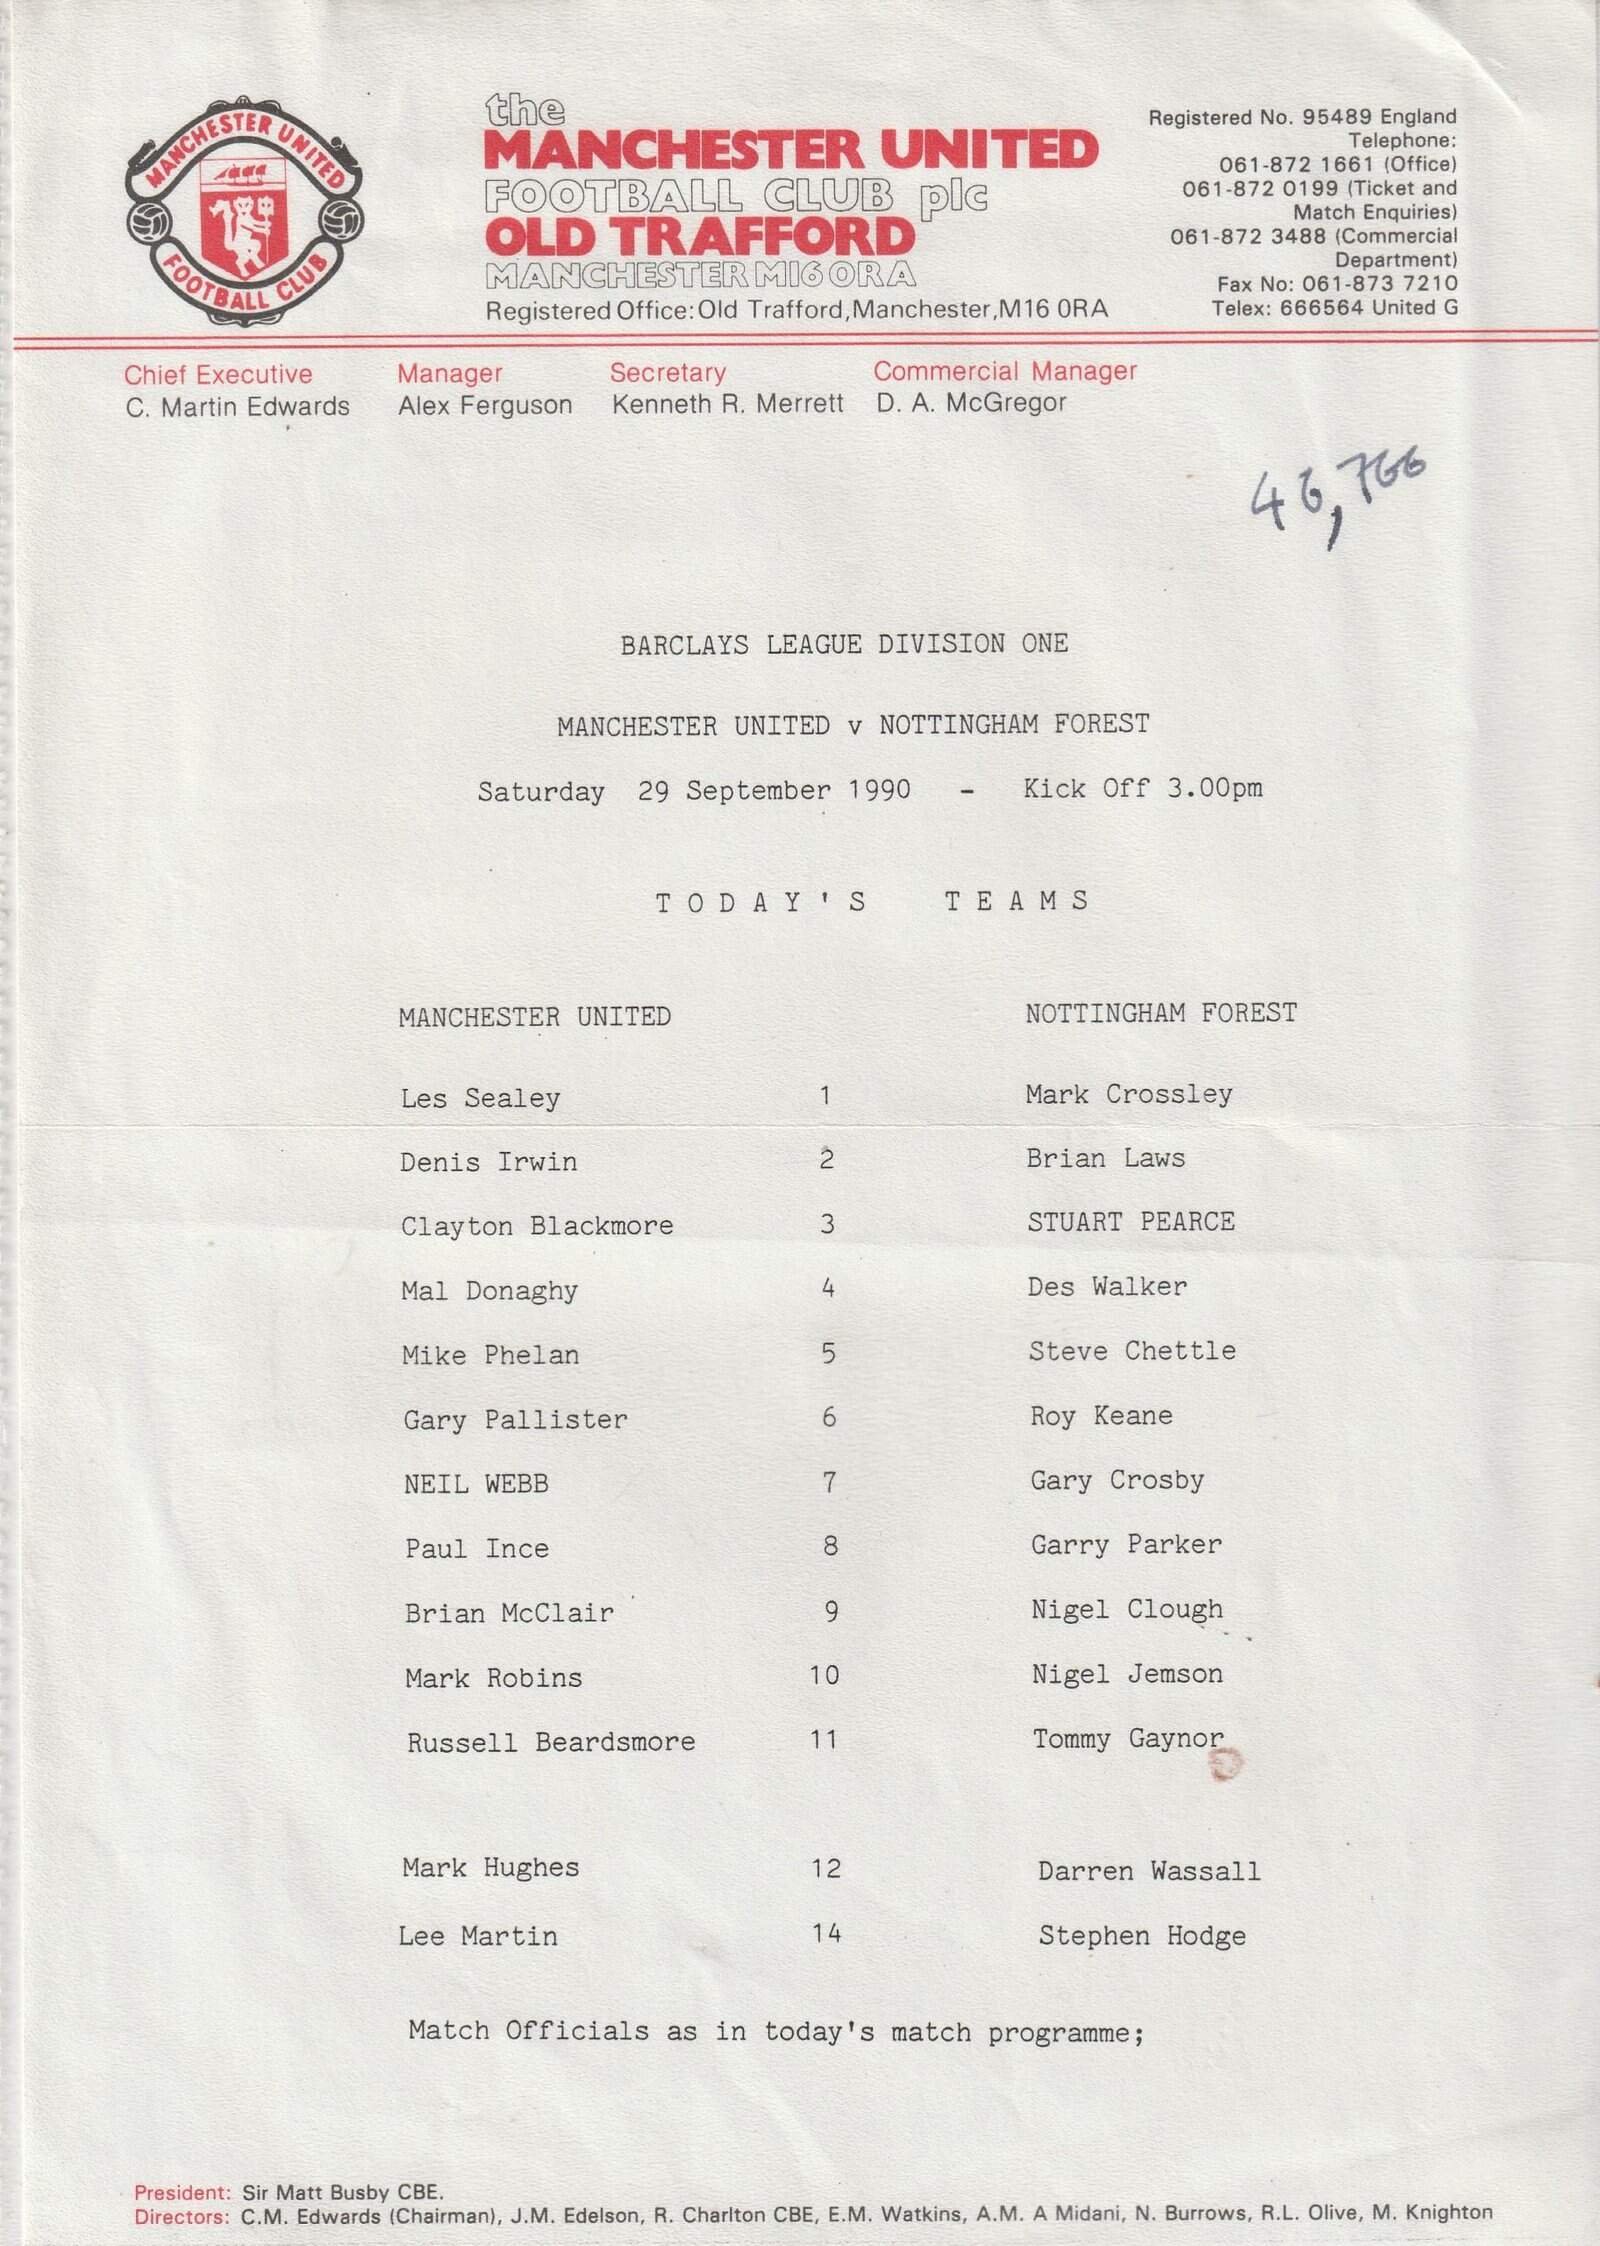 MANCHESTER UNITED
FOOTBALL CLUB
the
MANCHESTER UNITED
FOOTBALL CLUB plc
OLD TRAFFORD
MANCHESTER M16 0RA
Registered Office: Old Trafford, Manchester, M16 0RA
Registered No. 95489 England
Telephone:
061-872 1661 (Office)
061-872 0199 (Ticket and
Match Enquiries)
061-872 3488 (Commercial
Department)
Fax No: 061-873 7210
Telex: 666564 United G
Chief Executive Manager Secretary Commercial Manager
C. Martin Edwards Alex Ferguson Kenneth R. Merrett D. A. McGregor
46,766
BARCLAYS LEAGUE DIVISION ONE
MANCHESTER UNITED v NOTTINGHAM FOREST
Saturday 29 September 1990 - Kick Off 3.00pm
TODAY'S TEAMS
MANCHESTER UNITED NOTTINGHAM FOREST
Les Sealey 1 Mark Crossley
Denis Irwin 2 Brian Laws
Clayton Blackmore 3 STUART PEARCE
Mal Donaghy 4 Des Walker
Mike Phelan 5 Steve Chettle
Gary Pallister 6 Roy Keane
NEIL WEBB 7 Gary Crosby
Paul Ince 8 Garry Parker
Brian McClair 9 Nigel Clough
Mark Robins 10 Nigel Jemson
Russell Beardsmore 11 Tommy Gaynor
Mark Hughes 12 Darren Wassall
Lee Martin 14 Stephen Hodge
Match Officials as in today's match programme;
President: Sir Matt Busby CBE.
Directors: C.M. Edwards (Chairman), J.M. Edelson, R. Charlton CBE, E.M. Watkins, A.M. A Midani, N. Burrows, R.L. Olive, M. Knighton